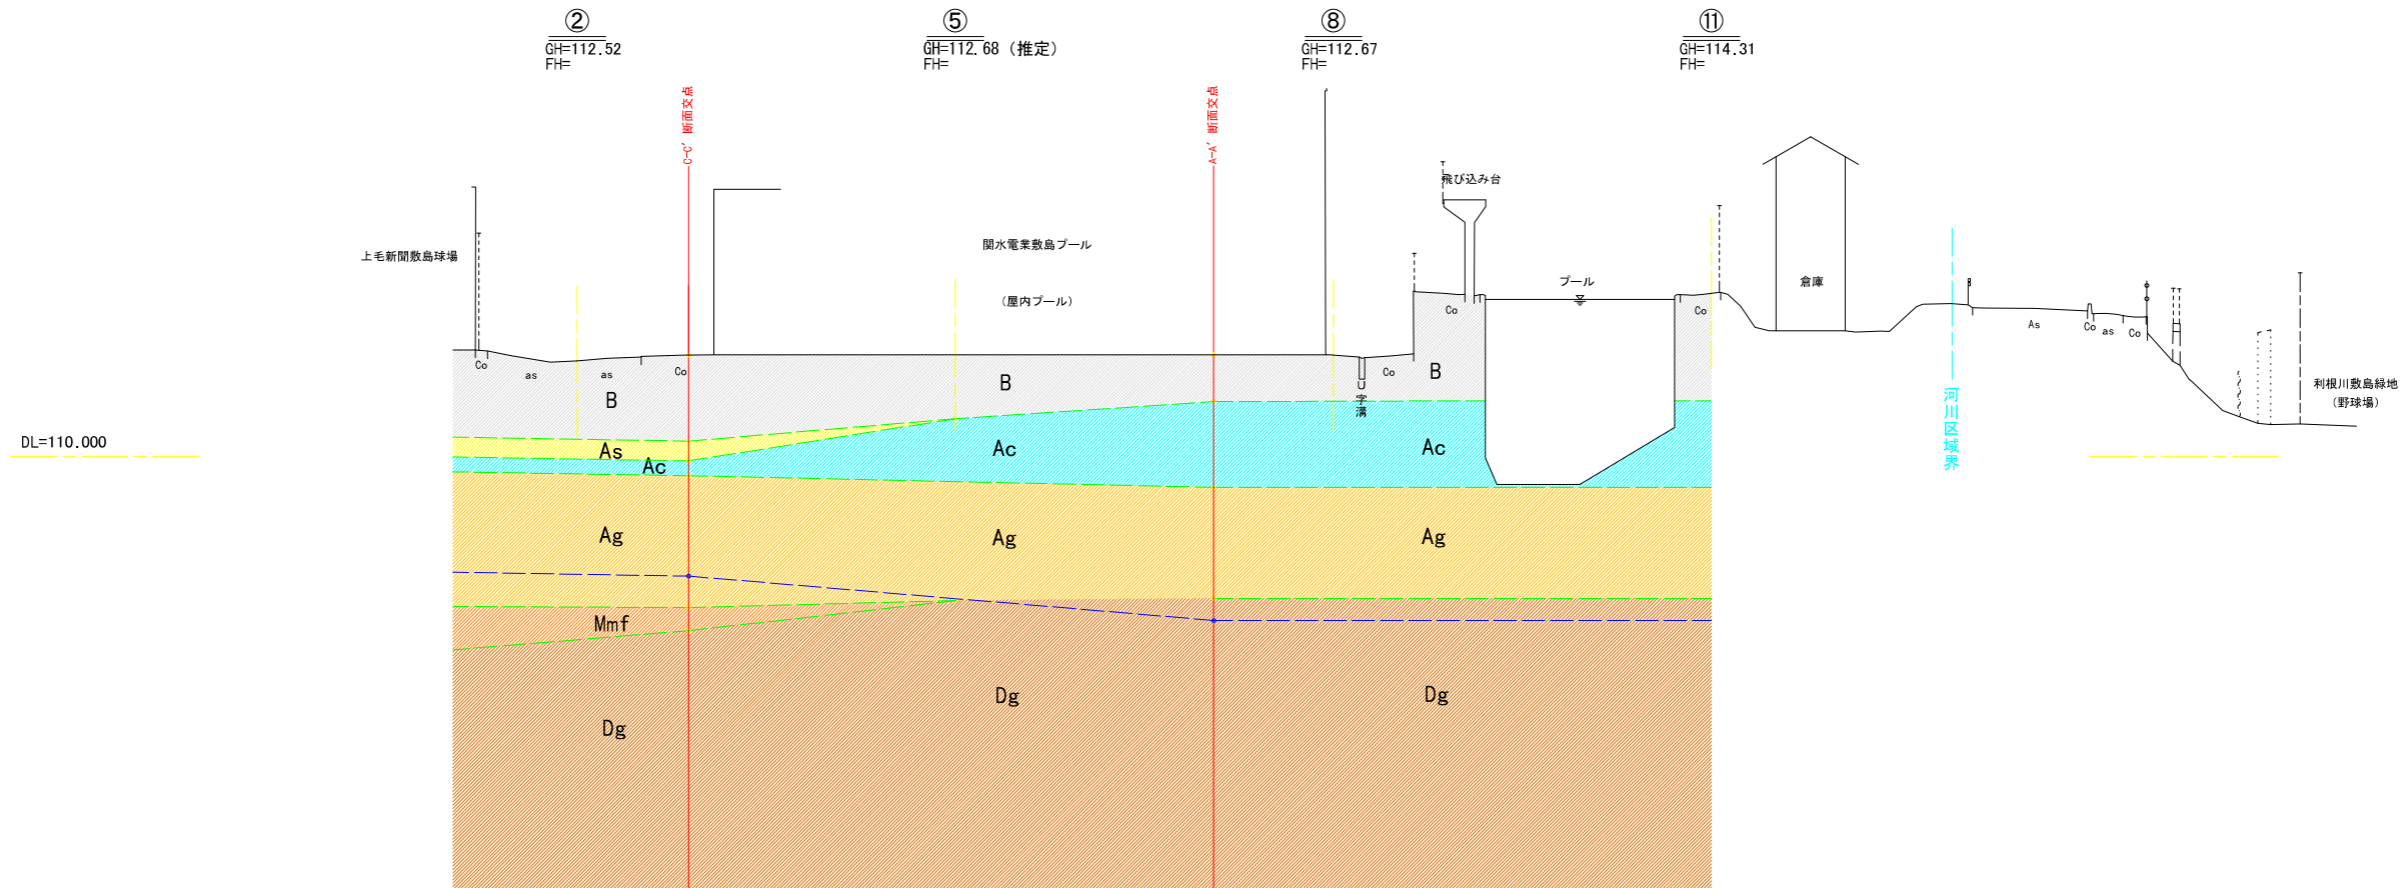 ②
GH=112.52
FH=
⑤
GH=112.68 (推定)
FH=
⑧
GH=112.67
FH=
⑪
GH=114.31
FH=
C-C' 断面交点
A-A' 断面交点
飛び込み台
上毛新聞敷島球場
関水電業敷島プール
(屋内プール)
プール
倉庫
Co
as
as
Co
B
B
Co
U字溝
B
Co
Co
As
Co
as
Co
河川区域界
利根川敷島緑地
(野球場)
DL=110.000
As
Ac
Ac
Ac
Ag
Ag
Ag
Mmf
Dg
Dg
Dg